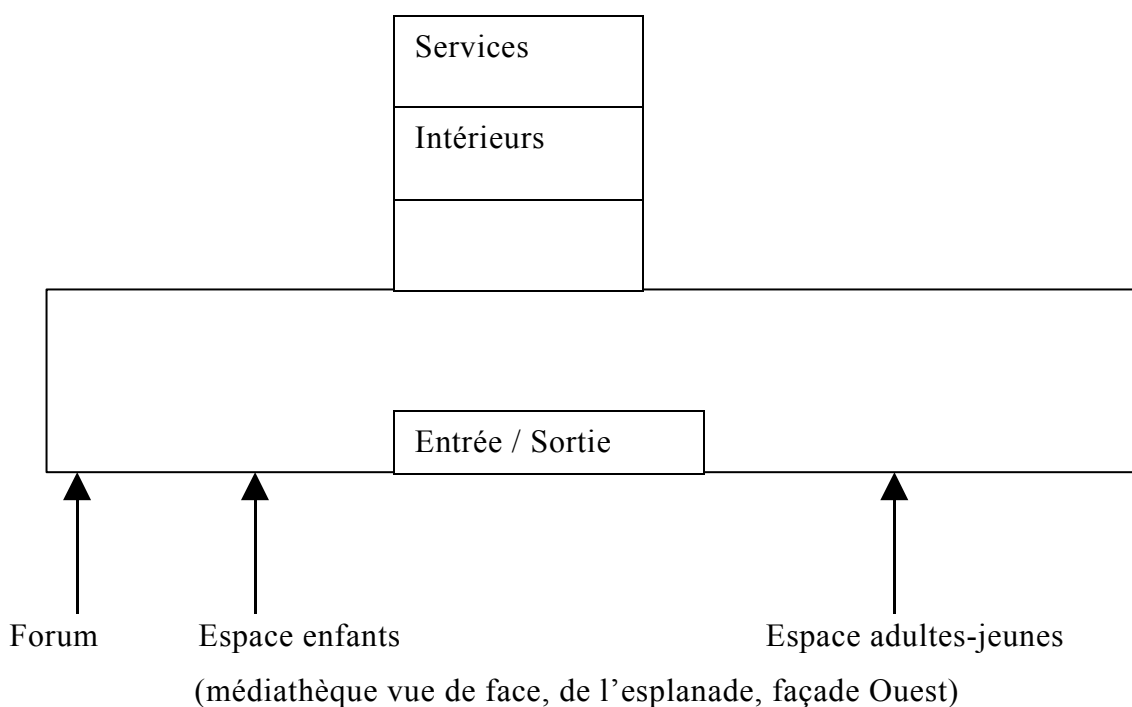 Services
Intérieurs
Entrée / Sortie
Forum Espace enfants Espace adultes-jeunes
(médiathèque vue de face, de l’esplanade, façade Ouest)